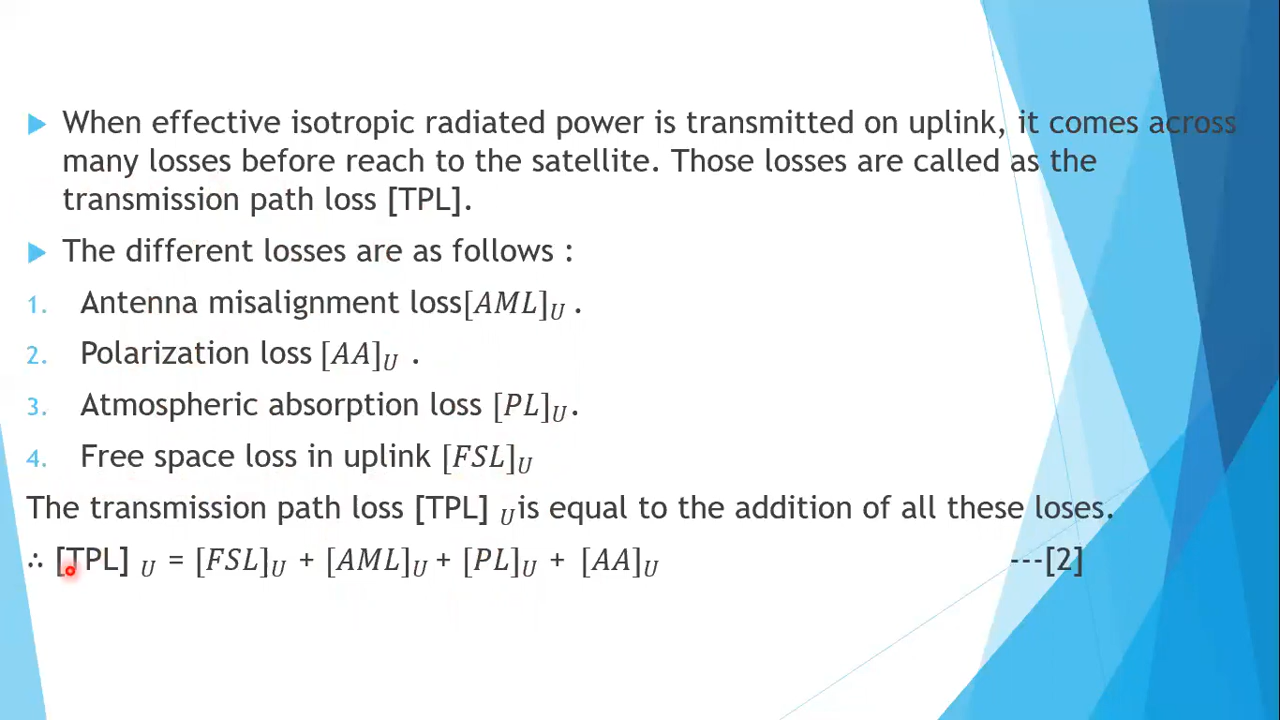 When effective isotropic radiated power is transmitted on uplink, it comes across
many losses before reach to the satellite. Those losses are called as the
transmission path loss [TPL].
The different losses are as follows :
1. Antenna misalignment loss[AML]U .
2. Polarization loss [AA]U .
3. Atmospheric absorption loss [PL]U.
4. Free space loss in uplink [FSL]U
The transmission path loss [TPL] U is equal to the addition of all these loses.
∴ [TPL] U = [FSL]U + [AML]U + [PL]U + [AA]U ---[2]